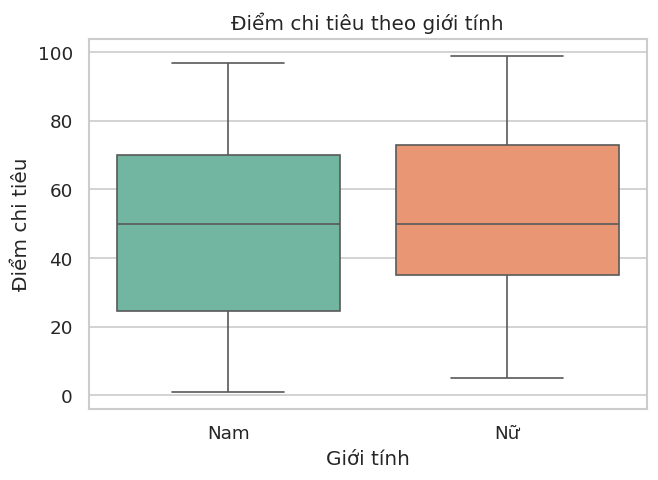 Điểm chi tiêu theo giới tính
Điểm chi tiêu
100
80
60
40
20
0
Nam
Nữ
Giới tính